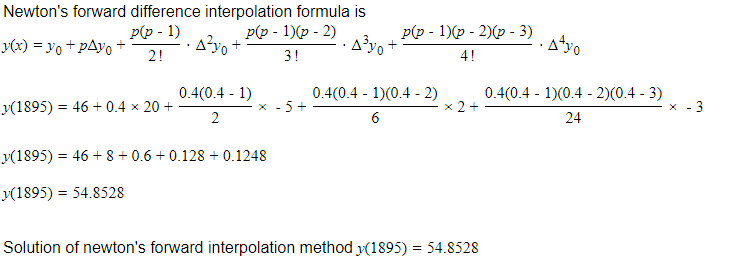 Newton's forward difference interpolation formula is
y(x) = y₀ + pΔy₀ + p(p - 1)/2! · Δ²y₀ + p(p - 1)(p - 2)/3! · Δ³y₀ + p(p - 1)(p - 2)(p - 3)/4! · Δ⁴y₀
y(1895) = 46 + 0.4 × 20 + 0.4(0.4 - 1)/2 × - 5 + 0.4(0.4 - 1)(0.4 - 2)/6 × 2 + 0.4(0.4 - 1)(0.4 - 2)(0.4 - 3)/24 × - 3
y(1895) = 46 + 8 + 0.6 + 0.128 + 0.1248
y(1895) = 54.8528
Solution of newton's forward interpolation method y(1895) = 54.8528